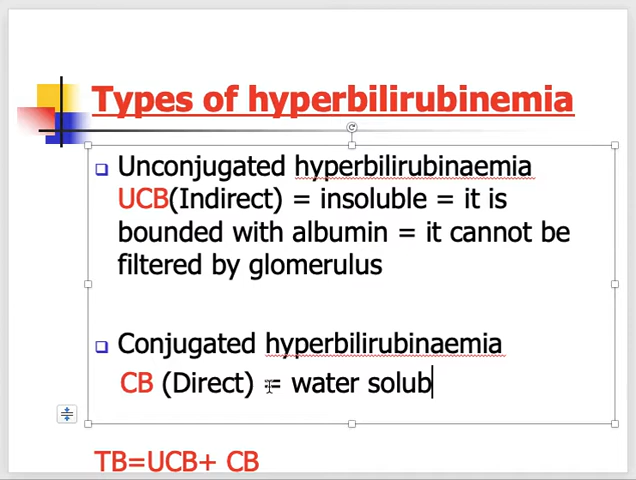 Types of hyperbilirubinemia
Unconjugated hyperbilirubinaemia
UCB(Indirect) = insoluble = it is
bounded with albumin = it cannot be
filtered by glomerulus
Conjugated hyperbilirubinaemia
CB (Direct) = water solub
TB=UCB+ CB